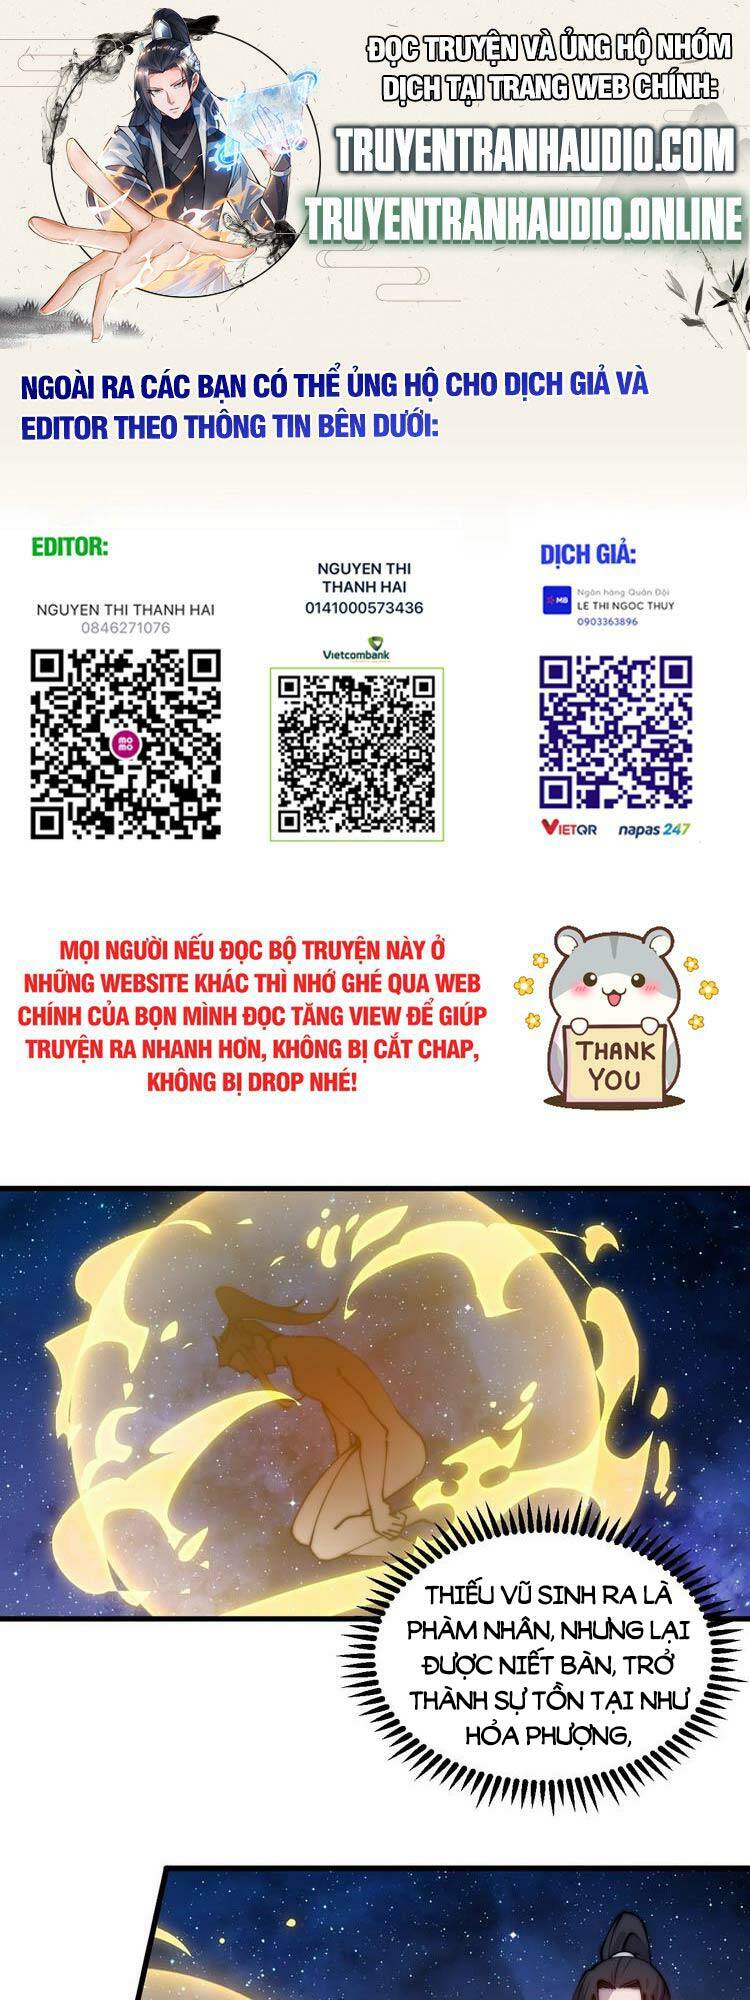 ĐỌC TRUYỆN VÀ ỦNG HỘ NHÓM
DỊCH TẠI TRANG WEB CHÍNH:
TRUYENTRANHAUDIO.COM
TRUYENTRANHAUDIO.ONLINE
NGOÀI RA CÁC BẠN CÓ THỂ ỦNG HỘ CHO DỊCH GIẢ VÀ
EDITOR THEO THÔNG TIN BÊN DƯỚI:
EDITOR:
NGUYEN THI THANH HAI
0846271076
mo
mo
NGUYEN THI
THANH HAI
0141000573436
Vietcombank
DỊCH GIẢ:
MB
Ngân hàng Quân Đội
LE THI NGOC THUY
0903363896
VIETQR napas 247
MỌI NGƯỜI NẾU ĐỌC BỘ TRUYỆN NÀY Ở
NHỮNG WEBSITE KHÁC THÌ NHỚ GHÉ QUA WEB
CHÍNH CỦA BỌN MÌNH ĐỌC TĂNG VIEW ĐỂ GIÚP
TRUYỆN RA NHANH HƠN, KHÔNG BỊ CẮT CHAP,
KHÔNG BỊ DROP NHÉ!
THANK
YOU
THIẾU VŨ SINH RA LÀ
PHÀM NHÂN, NHƯNG LẠI
ĐƯỢC NIẾT BÀN, TRỞ
THÀNH SỰ TỒN TẠI NHƯ
HỎA PHƯỢNG,